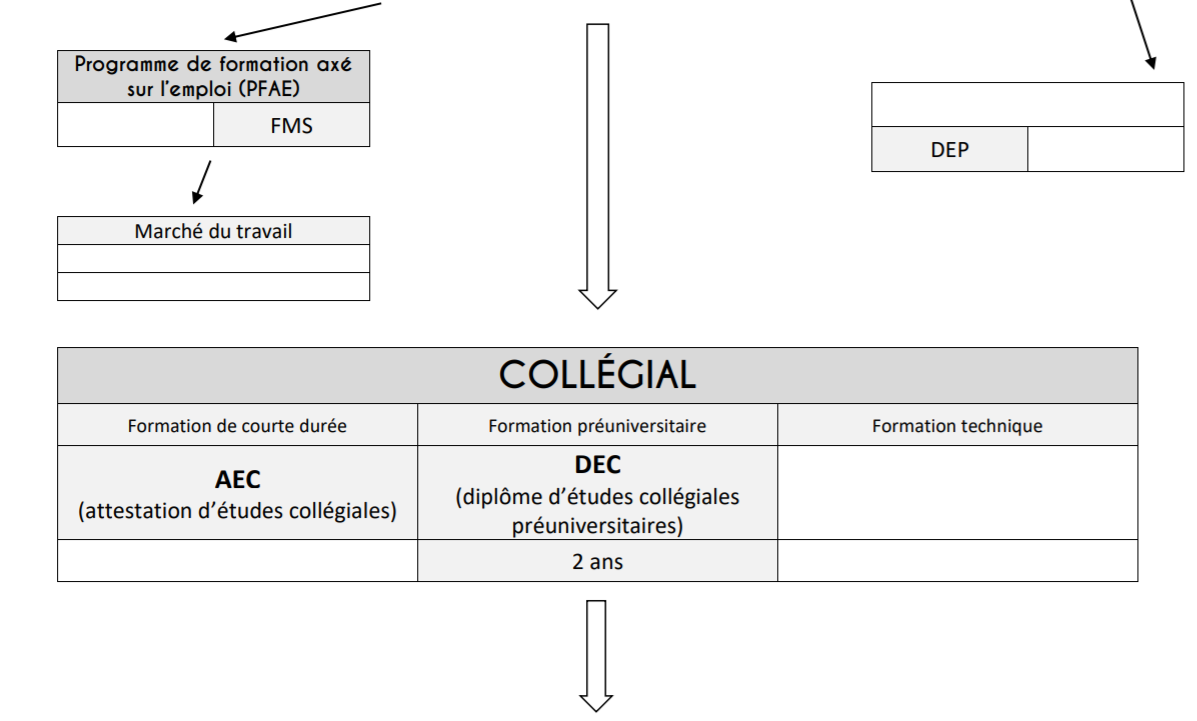 Programme de formation axé
sur l'emploi (PFAE)
FMS
DEP
Marché du travail
COLLÉGIAL
Formation de courte durée
Formation préuniversitaire
Formation technique
AEC
(attestation d'études collégiales)
DEC
(diplôme d'études collégiales
préuniversitaires)
2 ans